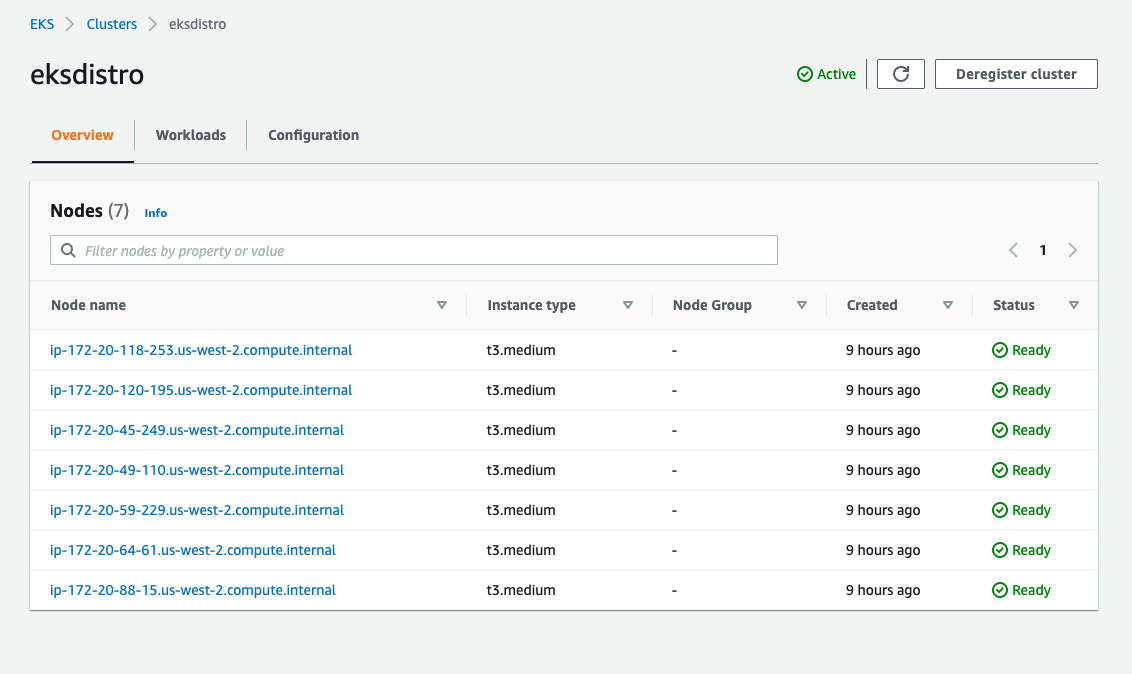 EKS Clusters eksdistro
eksdistro
Active
Deregister cluster
Overview Workloads Configuration
Nodes (7) Info
Filter nodes by property or value
1
Node name Instance type Node Group Created Status
ip-172-20-118-253.us-west-2.compute.internal t3.medium - 9 hours ago Ready
ip-172-20-120-195.us-west-2.compute.internal t3.medium - 9 hours ago Ready
ip-172-20-45-249.us-west-2.compute.internal t3.medium - 9 hours ago Ready
ip-172-20-49-110.us-west-2.compute.internal t3.medium - 9 hours ago Ready
ip-172-20-59-229.us-west-2.compute.internal t3.medium - 9 hours ago Ready
ip-172-20-64-61.us-west-2.compute.internal t3.medium - 9 hours ago Ready
ip-172-20-88-15.us-west-2.compute.internal t3.medium - 9 hours ago Ready